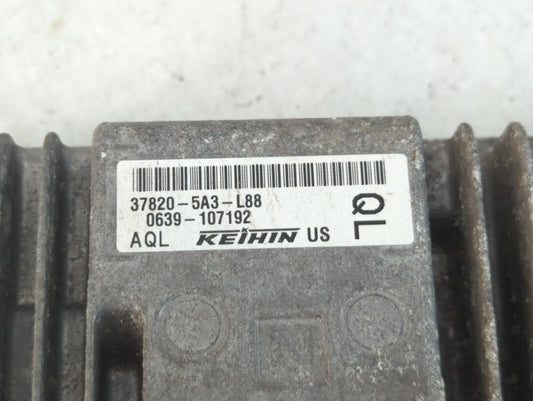 37820-5A3-L88
0639-107192
AQL KEIHIN US
QL